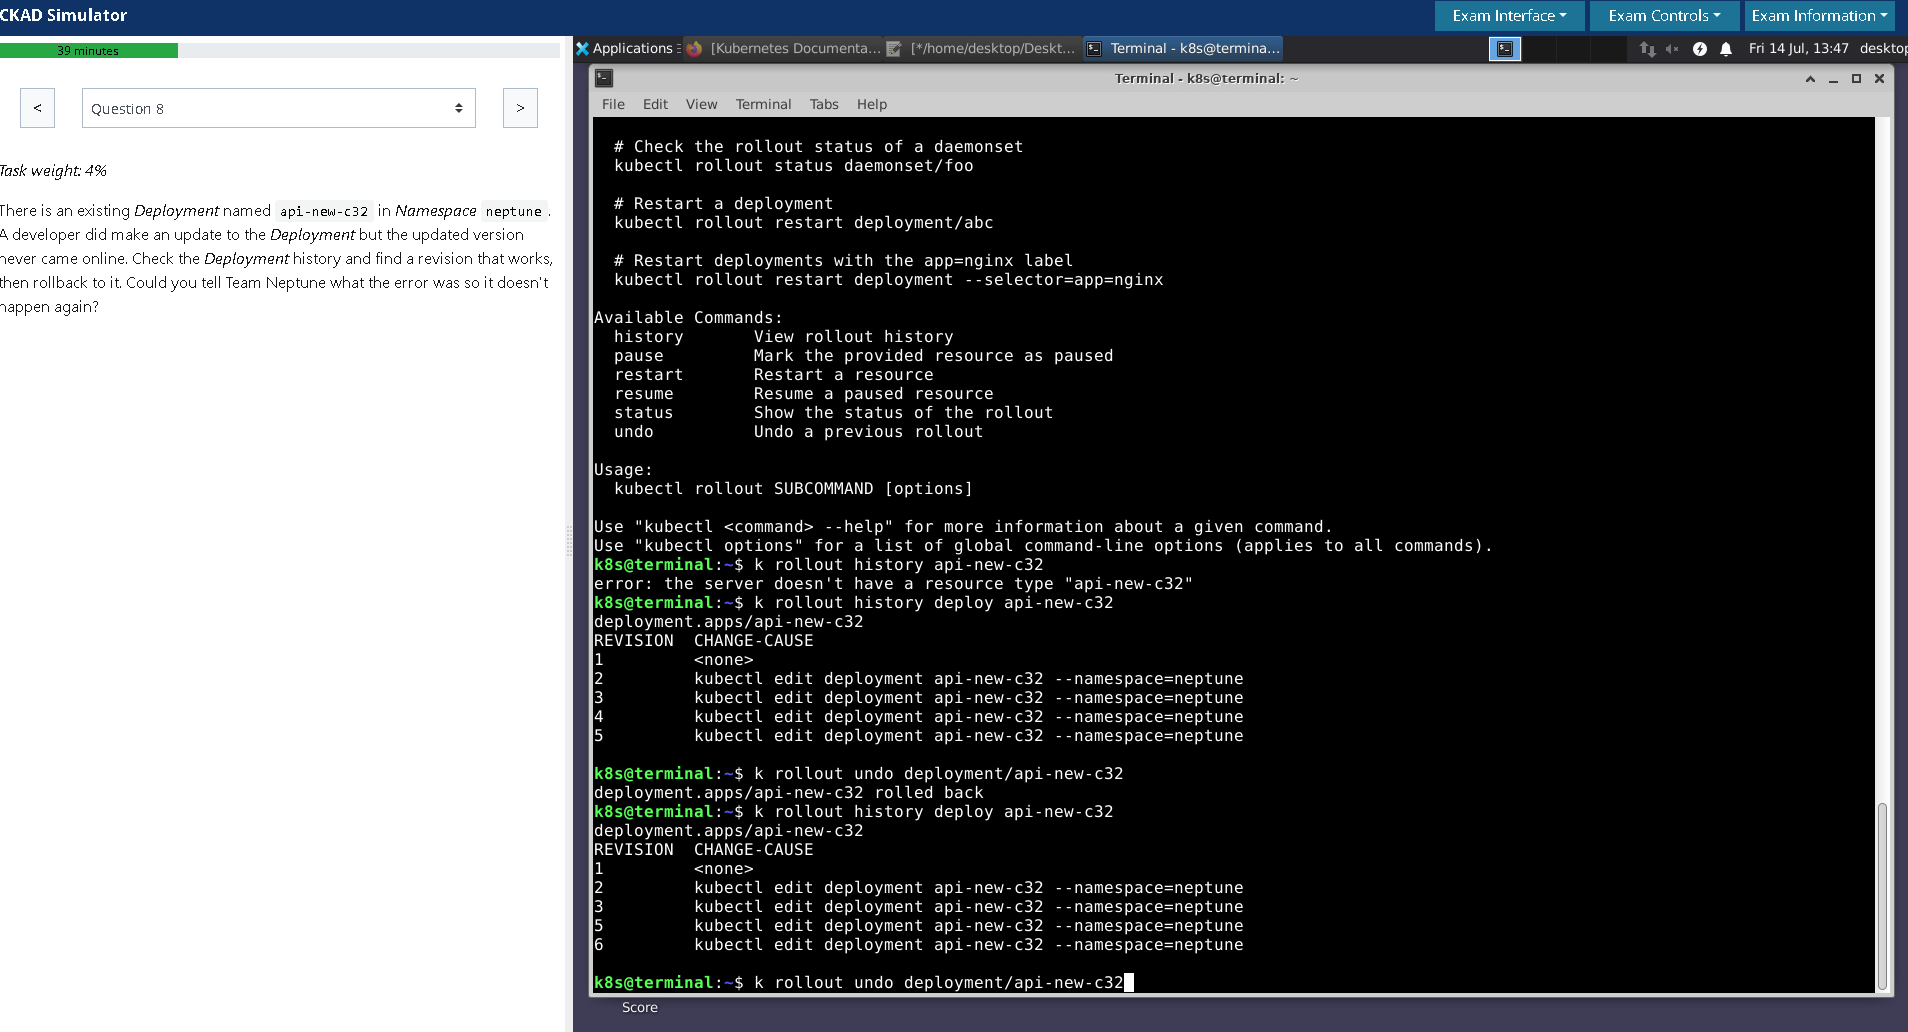 CKAD Simulator
Exam Interface
Exam Controls
Exam Information
39 minutes
Applications
[Kubernetes Documenta...
[*/home/desktop/Deskt...
Terminal - k8s@termina...
Fri 14 Jul, 13:47
desktop
<
Question 8
>
Terminal - k8s@terminal: ~
File Edit View Terminal Tabs Help
Task weight: 4%
There is an existing Deployment named api-new-c32 in Namespace neptune .
A developer did make an update to the Deployment but the updated version
never came online. Check the Deployment history and find a revision that works,
then rollback to it. Could you tell Team Neptune what the error was so it doesn't
happen again?
# Check the rollout status of a daemonset
kubectl rollout status daemonset/foo
# Restart a deployment
kubectl rollout restart deployment/abc
# Restart deployments with the app=nginx label
kubectl rollout restart deployment --selector=app=nginx
Available Commands:
history View rollout history
pause Mark the provided resource as paused
restart Restart a resource
resume Resume a paused resource
status Show the status of the rollout
undo Undo a previous rollout
Usage:
kubectl rollout SUBCOMMAND [options]
Use "kubectl <command> --help" for more information about a given command.
Use "kubectl options" for a list of global command-line options (applies to all commands).
k8s@terminal:~$ k rollout history api-new-c32
error: the server doesn't have a resource type "api-new-c32"
k8s@terminal:~$ k rollout history deploy api-new-c32
deployment.apps/api-new-c32
REVISION CHANGE-CAUSE
1 <none>
2 kubectl edit deployment api-new-c32 --namespace=neptune
3 kubectl edit deployment api-new-c32 --namespace=neptune
4 kubectl edit deployment api-new-c32 --namespace=neptune
5 kubectl edit deployment api-new-c32 --namespace=neptune
k8s@terminal:~$ k rollout undo deployment/api-new-c32
deployment.apps/api-new-c32 rolled back
k8s@terminal:~$ k rollout history deploy api-new-c32
deployment.apps/api-new-c32
REVISION CHANGE-CAUSE
1 <none>
2 kubectl edit deployment api-new-c32 --namespace=neptune
3 kubectl edit deployment api-new-c32 --namespace=neptune
5 kubectl edit deployment api-new-c32 --namespace=neptune
6 kubectl edit deployment api-new-c32 --namespace=neptune
k8s@terminal:~$ k rollout undo deployment/api-new-c32
Score